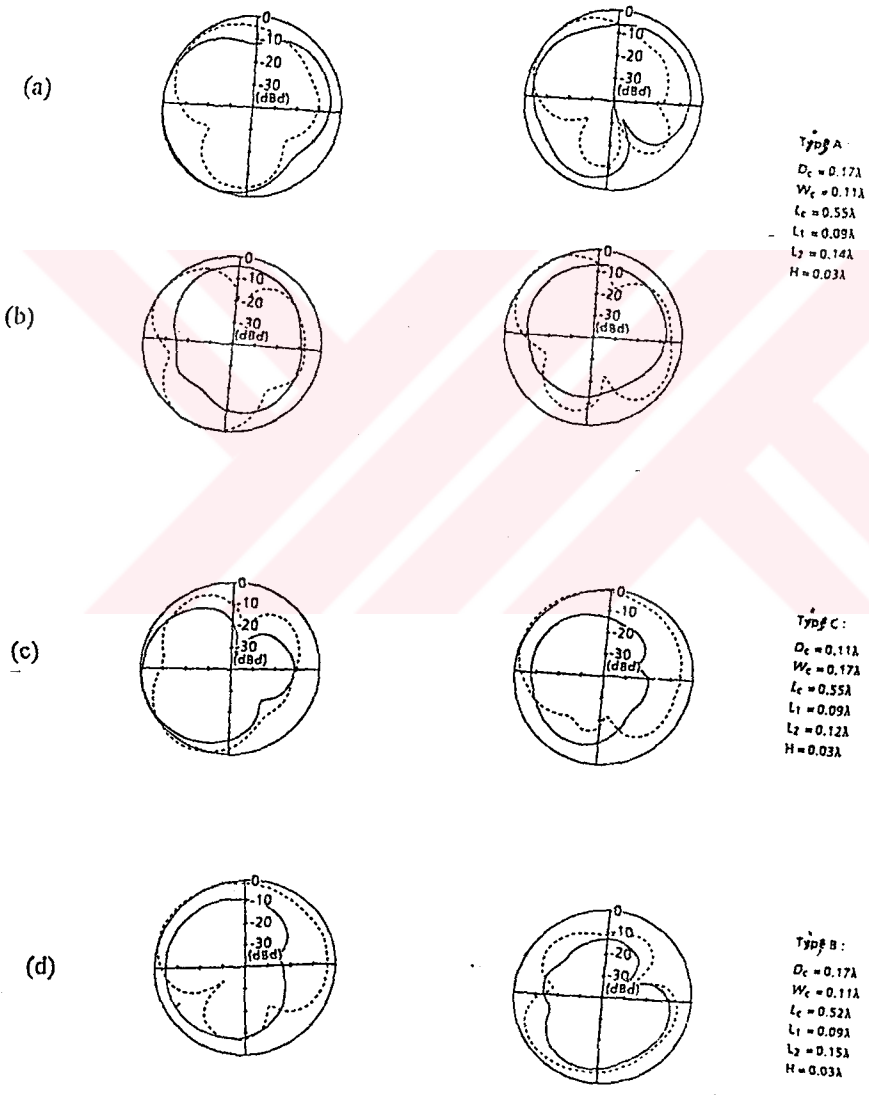 (a)
0
-10
-20
-30
(dBd)
0
-10
-20
-30
(dBd)
Type A :
Dc = 0.17λ
Wc = 0.11λ
Lc = 0.55λ
L1 = 0.09λ
L2 = 0.14λ
H = 0.03λ
(b)
0
-10
-20
-30
(dBd)
0
-10
-20
-30
(dBd)
(c)
0
-10
-20
-30
(dBd)
0
-10
-20
-30
(dBd)
Type C :
Dc = 0.11λ
Wc = 0.17λ
Lc = 0.55λ
L1 = 0.09λ
L2 = 0.12λ
H = 0.03λ
(d)
0
-10
-20
-30
(dBd)
0
-10
-20
-30
(dBd)
Type B :
Dc = 0.17λ
Wc = 0.11λ
Lc = 0.52λ
L1 = 0.09λ
L2 = 0.15λ
H = 0.03λ